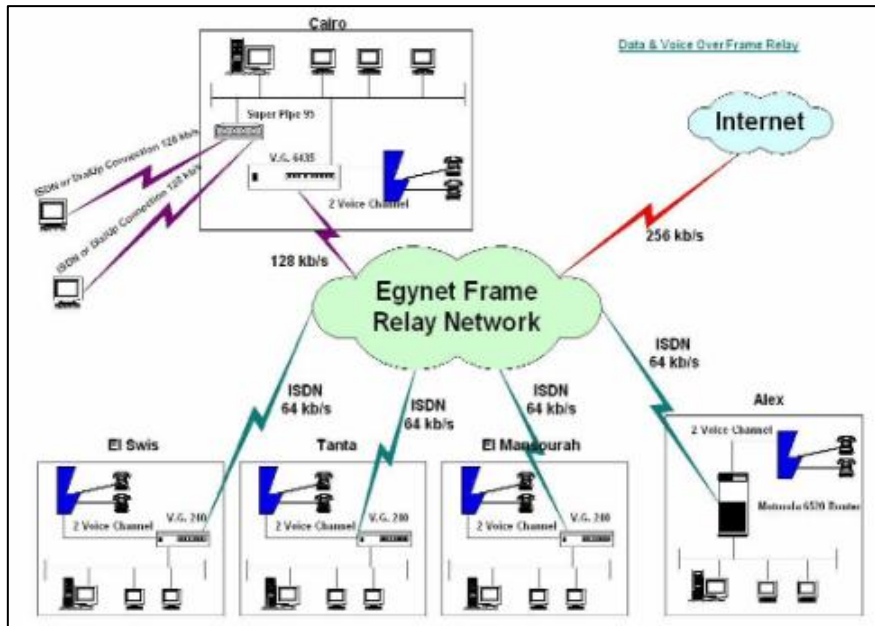 Cairo
Data & Voice Over Frame Relay
Super Pipe 95
Internet
ISDN or DialUp Connection 128 kb/s
V.G. 6435
2 Voice Channel
ISDN or DialUp Connection 128 kb/s
256 kb/s
128 kb/s
Egynet Frame
Relay Network
ISDN
64 kb/s
ISDN
64 kb/s
ISDN
64 kb/s
ISDN
64 kb/s
Alex
El Swis
Tanta
El Mansourah
2 Voice Channel
Motorola 6520 Router
V.G. 200
2 Voice Channel
V.G. 200
2 Voice Channel
V.G. 200
2 Voice Channel